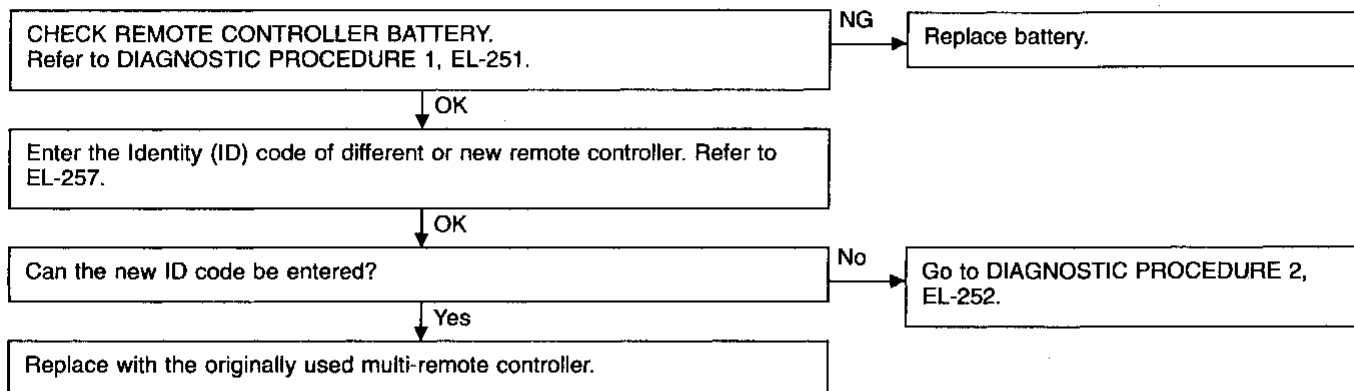 CHECK REMOTE CONTROLLER BATTERY.
Refer to DIAGNOSTIC PROCEDURE 1, EL-251.
NG
Replace battery.
OK
Enter the Identity (ID) code of different or new remote controller. Refer to
EL-257.
OK
Can the new ID code be entered?
No
Go to DIAGNOSTIC PROCEDURE 2,
EL-252.
Yes
Replace with the originally used multi-remote controller.